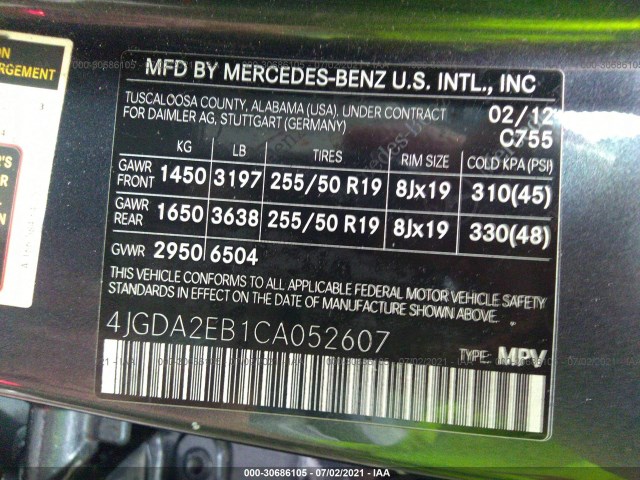 ON
ARGEMENT
MFD BY MERCEDES-BENZ U.S. INTL., INC
TUSCALOOSA COUNTY, ALABAMA (USA). UNDER CONTRACT
FOR DAIMLER AG, STUTTGART (GERMANY)
02/12
C755
KG LB TIRES RIM SIZE COLD KPA (PSI)
GAWR FRONT 1450 3197 255/50 R19 8Jx19 310(45)
GAWR REAR 1650 3638 255/50 R19 8Jx19 330(48)
GVWR 2950 6504
THIS VEHICLE CONFORMS TO ALL APPLICABLE FEDERAL MOTOR VEHICLE SAFETY
STANDARDS IN EFFECT ON THE DATE OF MANUFACTURE SHOWN ABOVE.
4JGDA2EB1CA052607
TYPE: MPV
000-30686105 - 07/02/2021 - IAA